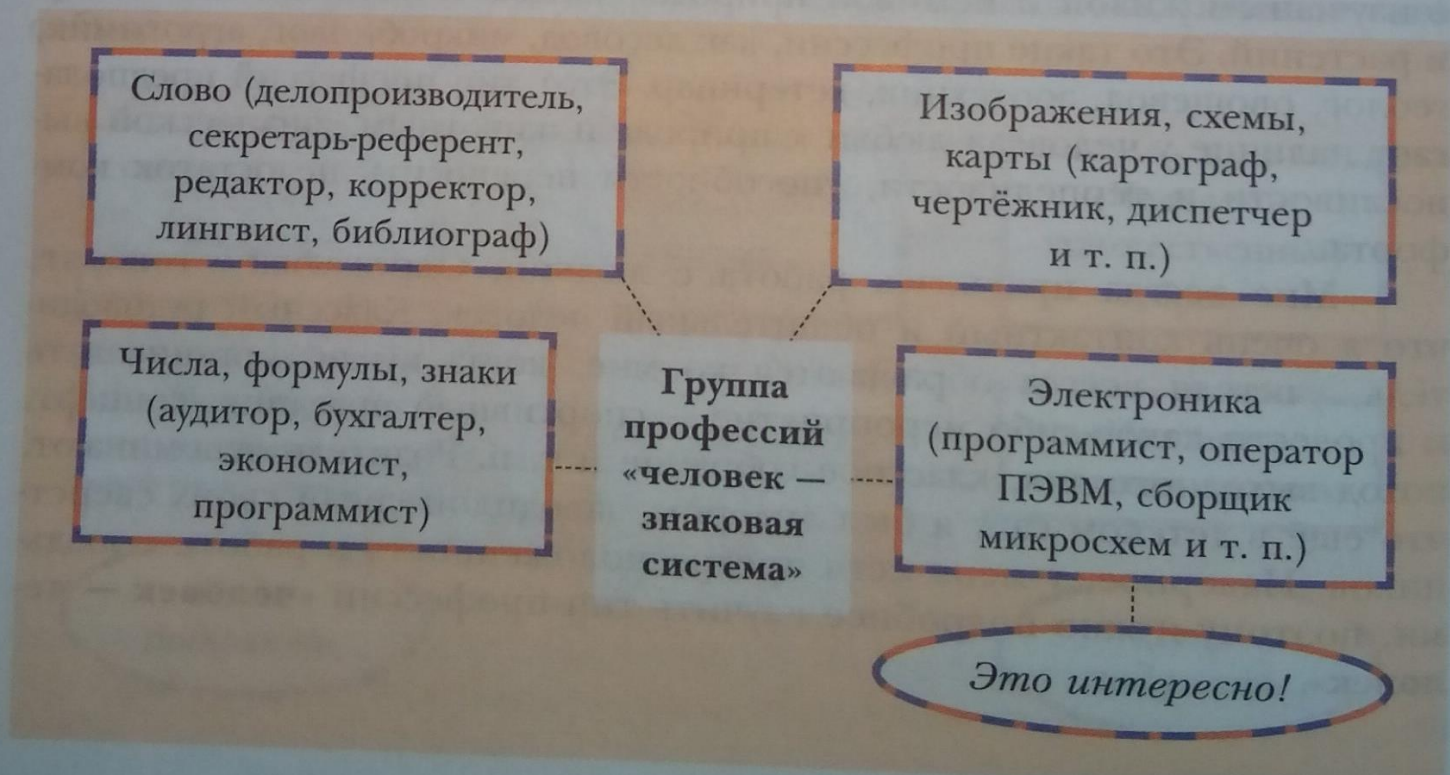 Слово (делопроизводитель,
секретарь-референт,
редактор, корректор,
лингвист, библиограф)
Изображения, схемы,
карты (картограф,
чертёжник, диспетчер
и т. п.)
Числа, формулы, знаки
(аудитор, бухгалтер,
экономист,
программист)
Группа
профессий
«человек —
знаковая
система»
Электроника
(программист, оператор
ПЭВМ, сборщик
микросхем и т. п.)
Это интересно!